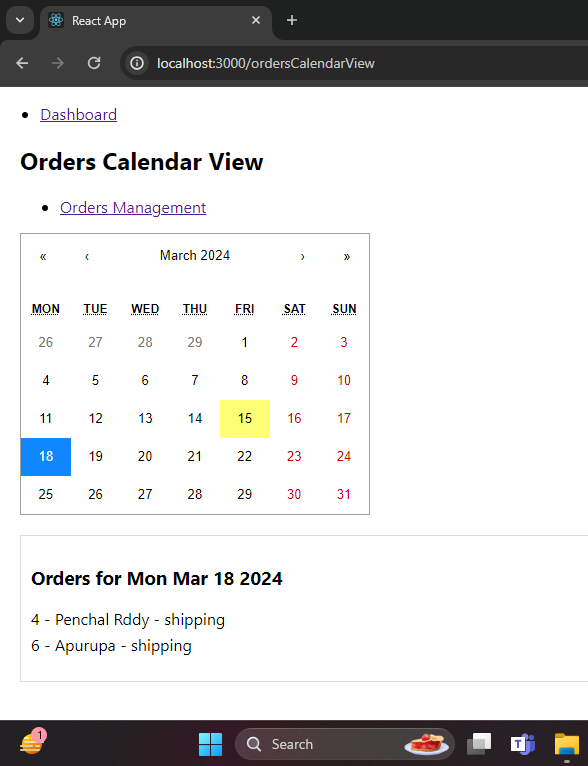 React App
localhost:3000/ordersCalendarView
Dashboard
Orders Calendar View
Orders Management
« ‹ March 2024 › »
MON TUE WED THU FRI SAT SUN
26 27 28 29 1 2 3
4 5 6 7 8 9 10
11 12 13 14 15 16 17
18 19 20 21 22 23 24
25 26 27 28 29 30 31
Orders for Mon Mar 18 2024
4 - Penchal Rddy - shipping
6 - Apurupa - shipping
1 Search T